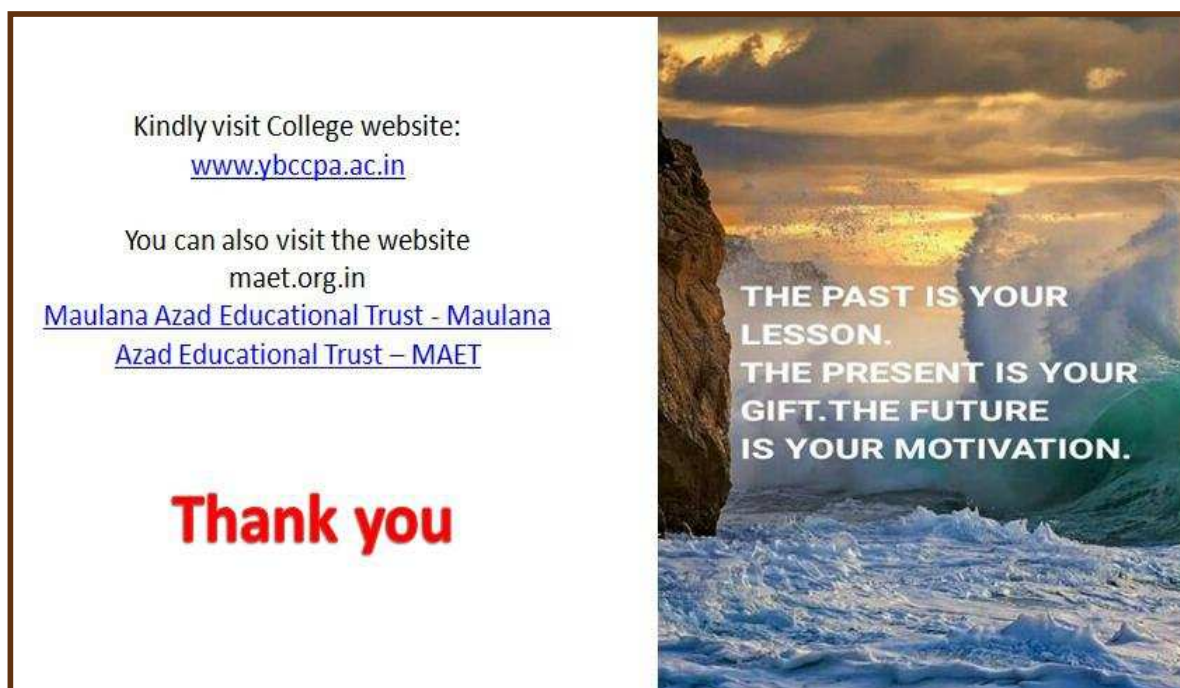 Kindly visit College website:
www.ybccpa.ac.in
You can also visit the website
maet.org.in
Maulana Azad Educational Trust - Maulana
Azad Educational Trust – MAET
Thank you
THE PAST IS YOUR
LESSON.
THE PRESENT IS YOUR
GIFT.THE FUTURE
IS YOUR MOTIVATION.